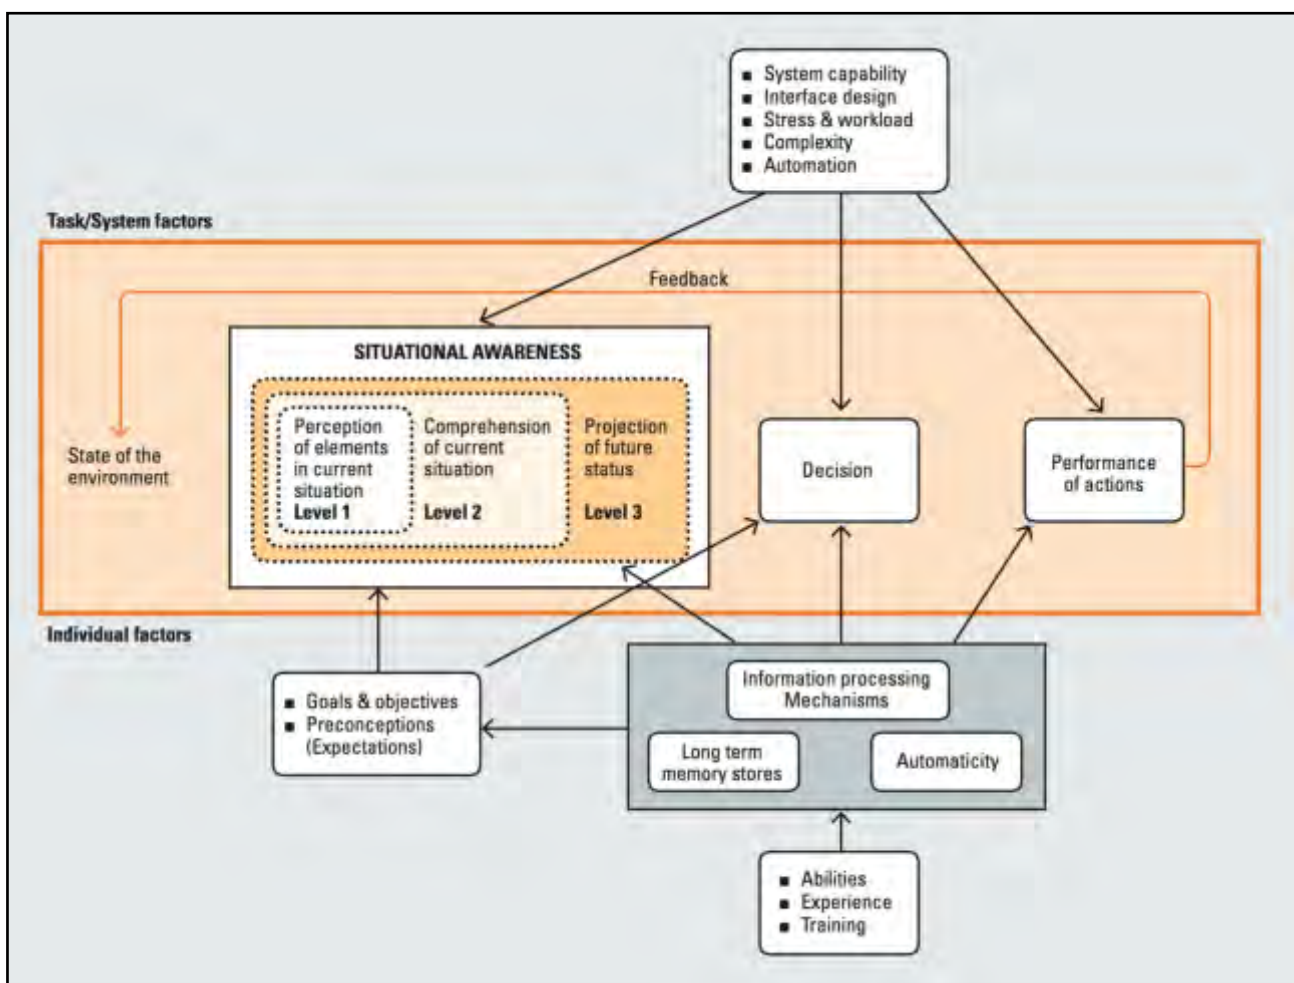 ■ System capability
■ Interface design
■ Stress & workload
■ Complexity
■ Automation
Task/System factors
Feedback
SITUATIONAL AWARENESS
Perception
of elements
in current
situation
Level 1
Comprehension
of current
situation
Level 2
Projection
of future
status
Level 3
State of the
environment
Decision
Performance
of actions
Individual factors
■ Goals & objectives
■ Preconceptions
(Expectations)
Information processing
Mechanisms
Long term
memory stores
Automaticity
■ Abilities
■ Experience
■ Training